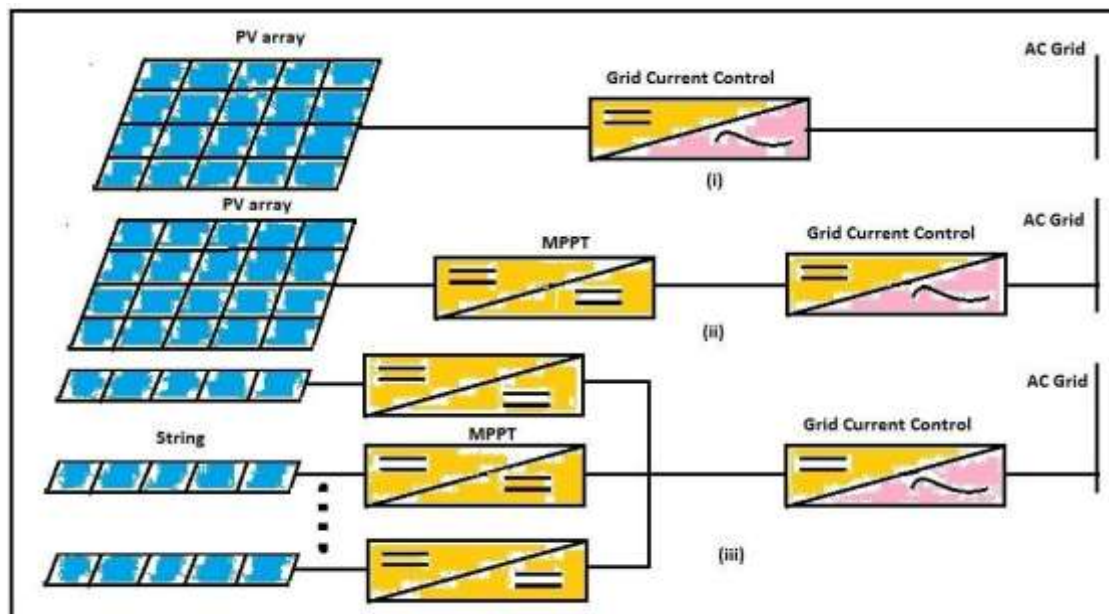 PV array
AC Grid
Grid Current Control
(i)
PV array
AC Grid
MPPT
Grid Current Control
(ii)
AC Grid
String
MPPT
Grid Current Control
(iii)